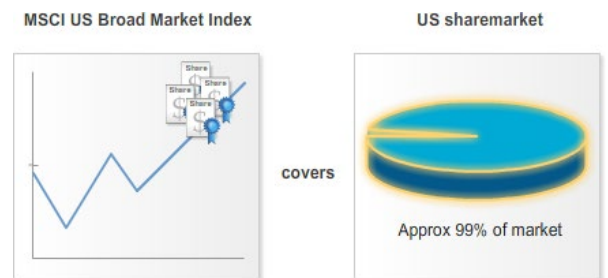 MSCI US Broad Market Index
US sharemarket
Share
Share
Share
Share
$
$
$
covers
Approx 99% of market